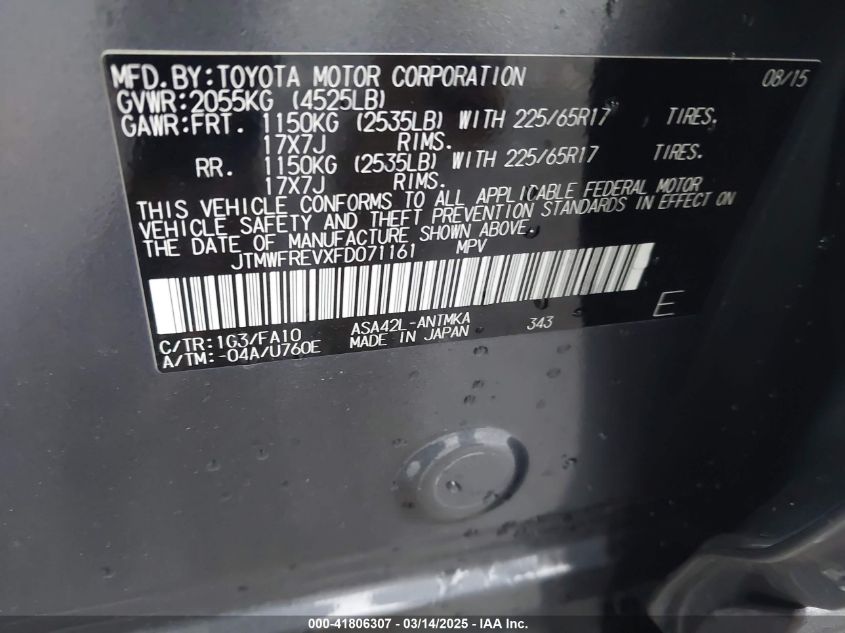 MFD. BY: TOYOTA MOTOR CORPORATION 08/15
GVWR: 2055KG (4525LB)
GAWR: FRT. 1150KG (2535LB) WITH 225/65R17 TIRES.
17X7J RIMS.
RR. 1150KG (2535LB) WITH 225/65R17 TIRES.
17X7J RIMS.
THIS VEHICLE CONFORMS TO ALL APPLICABLE FEDERAL MOTOR
VEHICLE SAFETY AND THEFT PREVENTION STANDARDS IN EFFECT ON
THE DATE OF MANUFACTURE SHOWN ABOVE.
JTMWFREVXFD071161 MPV
E
C/TR: 1G3/FA10 ASA42L-ANTMKA 343
A/TM: -04A/U760E MADE IN JAPAN
000-41806307 - 03/14/2025 - IAA Inc.